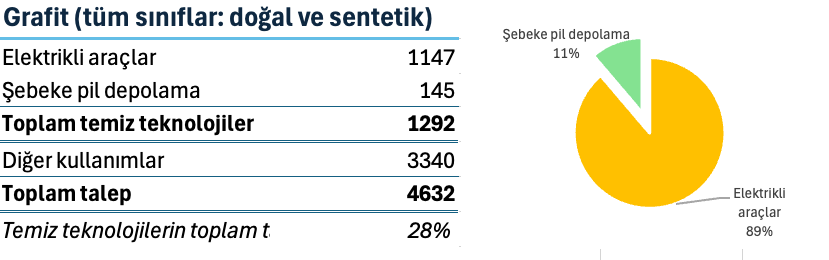 Grafit (tüm sınıflar: doğal ve sentetik)
Elektrikli araçlar 1147
Şebeke pil depolama 145
Toplam temiz teknolojiler 1292
Diğer kullanımlar 3340
Toplam talep 4632
Temiz teknolojilerin toplam 28%
Şebeke pil depolama
11%
Elektrikli
araçlar
89%